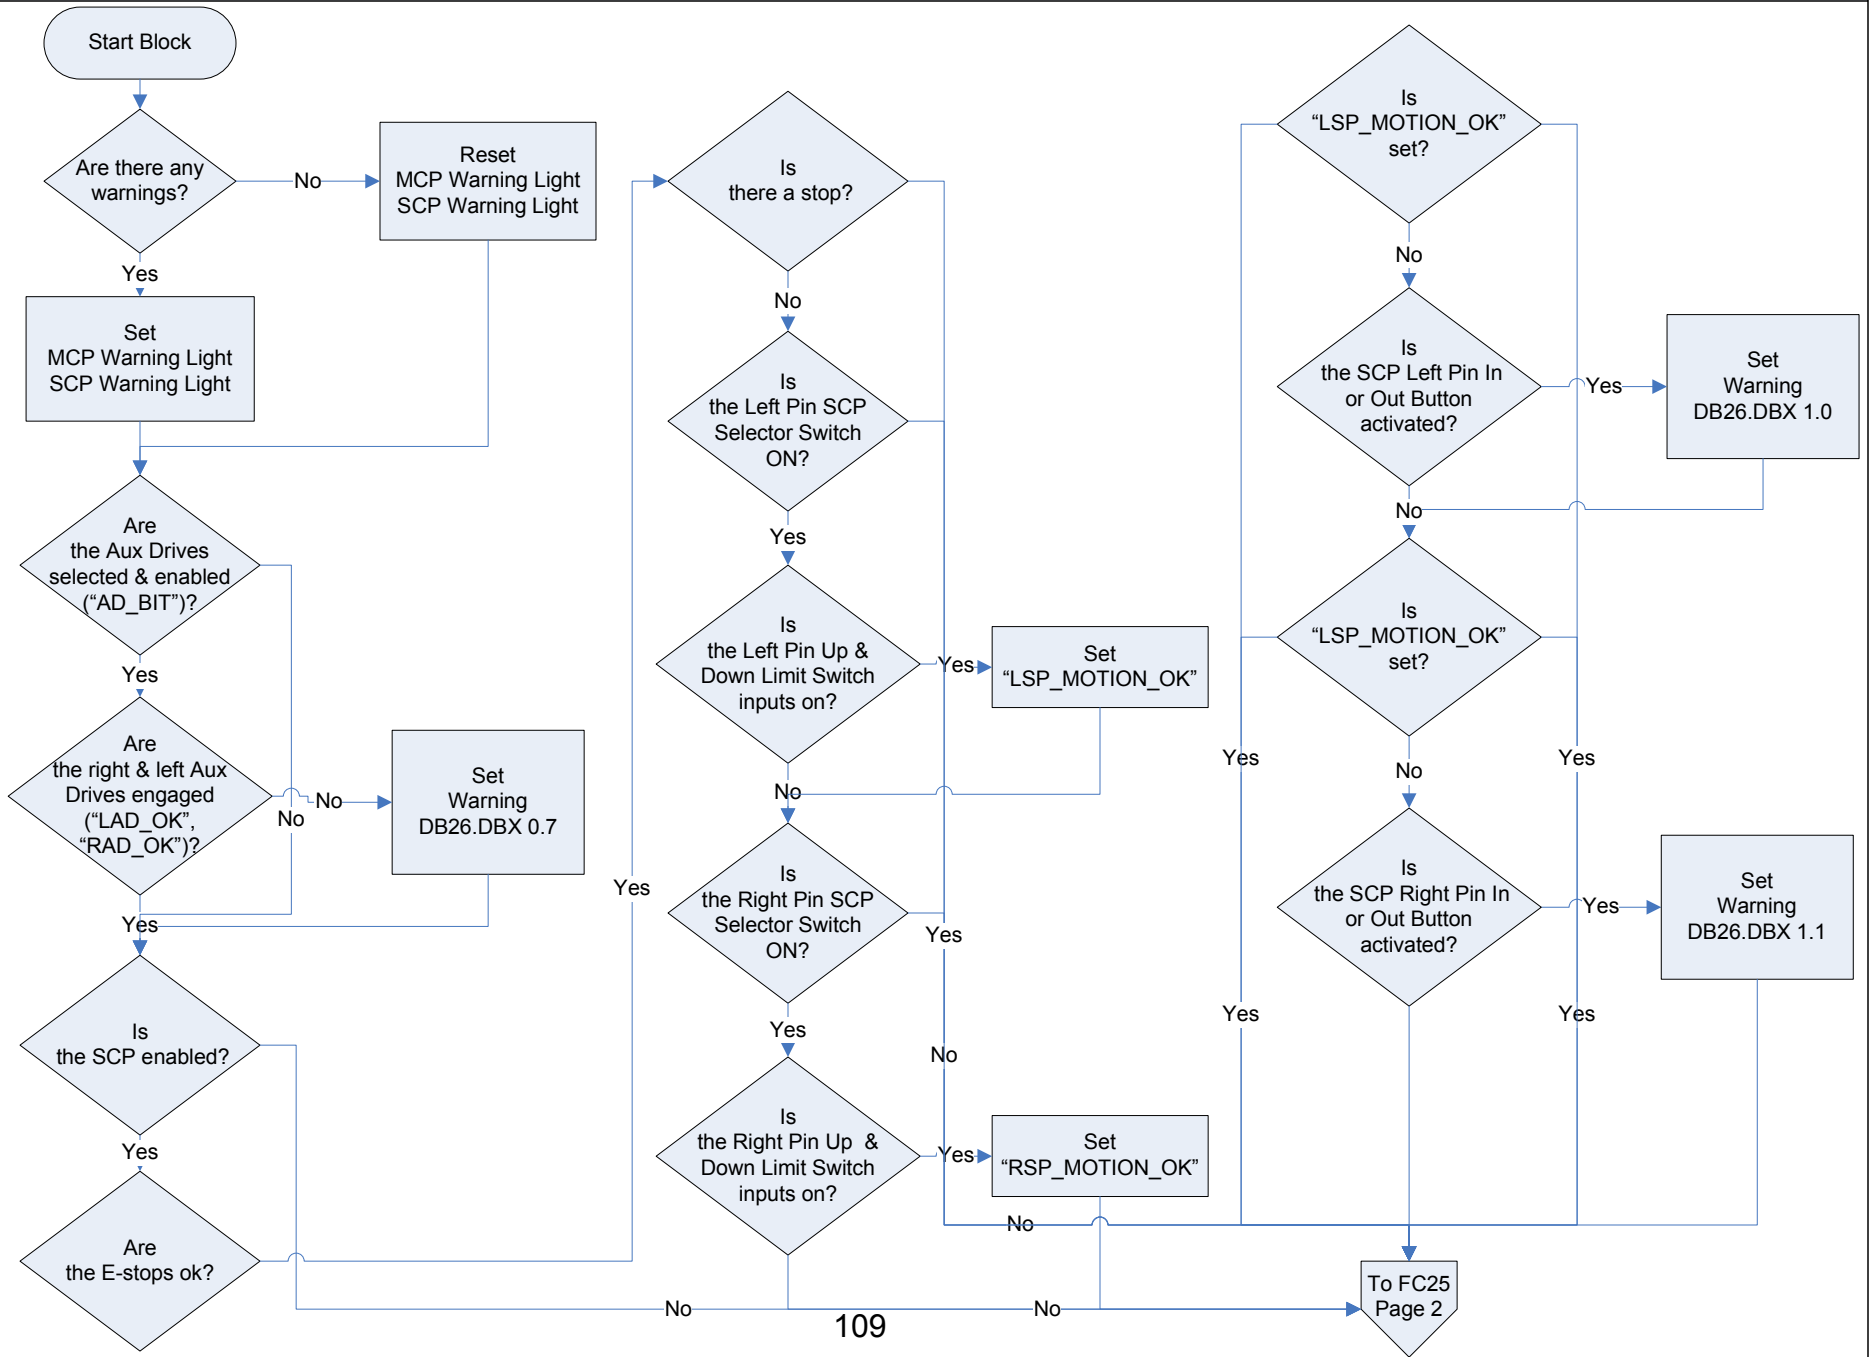 Start Block
Are there any
warnings?
No
Reset
MCP Warning Light
SCP Warning Light
Yes
Set
MCP Warning Light
SCP Warning Light
Are
the Aux Drives
selected & enabled
(“AD_BIT”)?
Yes
Are
the right & left Aux
Drives engaged
(“LAD_OK”,
“RAD_OK”)?
No
No
Set
Warning
DB26.DBX 0.7
Yes
Is
the SCP enabled?
Yes
Are
the E-stops ok?
Yes
No
Is
there a stop?
No
Is
the Left Pin SCP
Selector Switch
ON?
Yes
Is
the Left Pin Up &
Down Limit Switch
inputs on?
Yes
Set
“LSP_MOTION_OK”
No
Is
the Right Pin SCP
Selector Switch
ON?
Yes
Yes
No
Is
the Right Pin Up  &
Down Limit Switch
inputs on?
Yes
Set
“RSP_MOTION_OK”
No
No
Is
“LSP_MOTION_OK”
set?
No
Is
the SCP Left Pin In
or Out Button
activated?
Yes
Set
Warning
DB26.DBX 1.0
No
Is
“LSP_MOTION_OK”
set?
Yes
Yes
No
Is
the SCP Right Pin In
or Out Button
activated?
Yes
Set
Warning
DB26.DBX 1.1
Yes
Yes
To FC25
Page 2
109